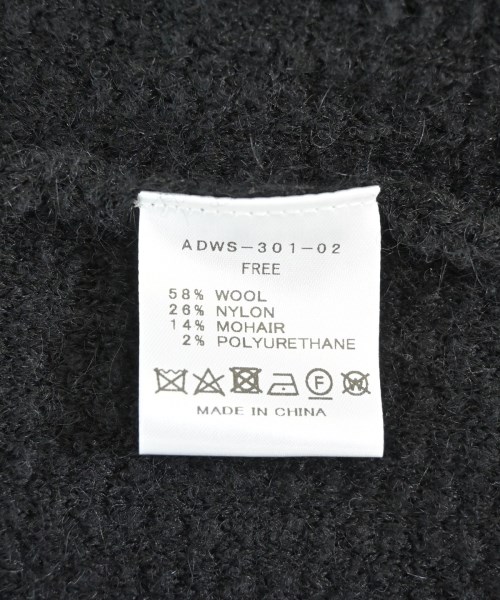 ADWS-301-02
FREE
58% WOOL
26% NYLON
14% MOHAIR
2% POLYURETHANE
F W
MADE IN CHINA